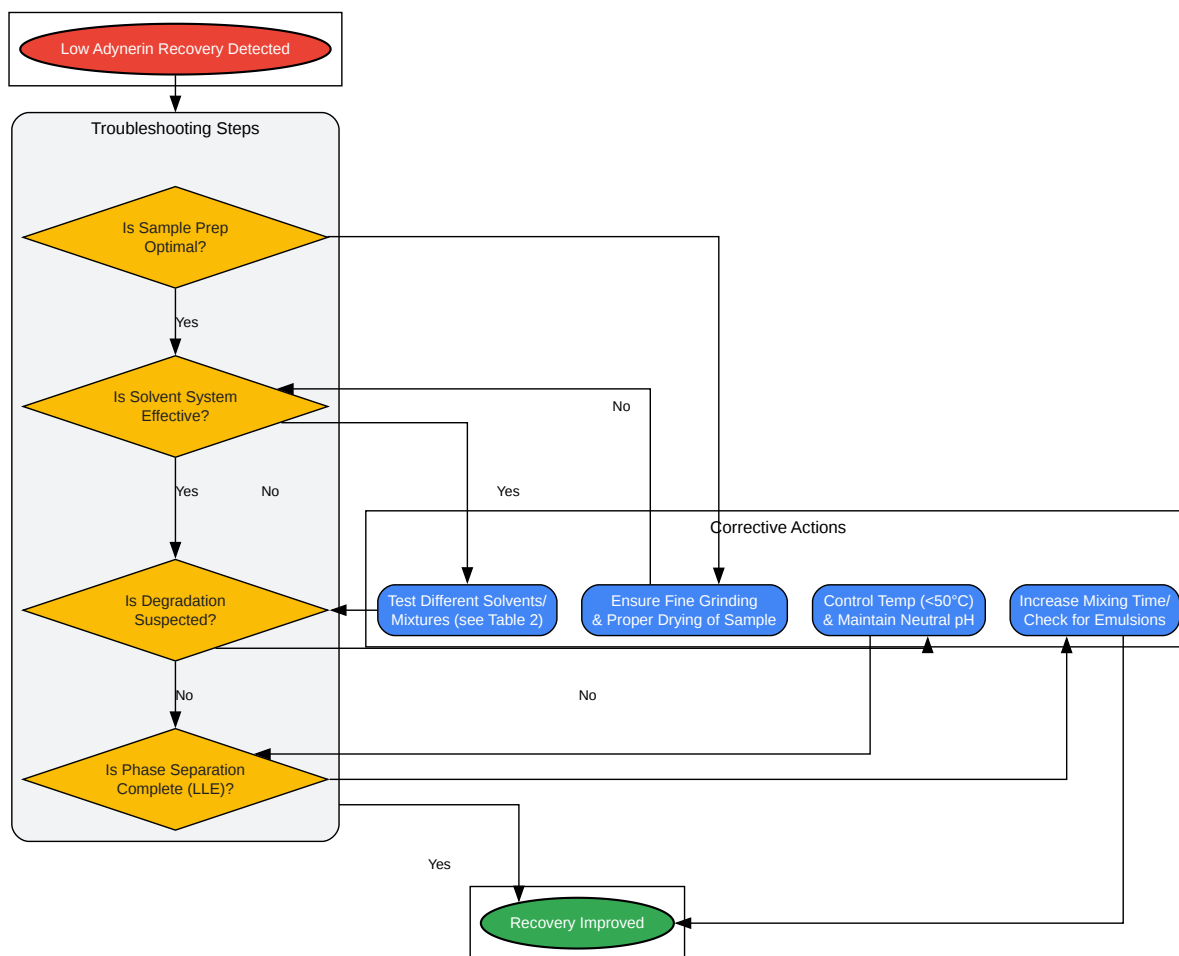 Low Adynerin Recovery Detected
Troubleshooting Steps
Is Sample Prep
Optimal?
Yes
Is Solvent System
Effective?
No
Yes
No
Yes
Corrective Actions
Is Degradation
Suspected?
Test Different Solvents/
Mixtures (see Table 2)
Ensure Fine Grinding
& Proper Drying of Sample
Control Temp (<50°C)
& Maintain Neutral pH
Increase Mixing Time/
Check for Emulsions
No
No
Is Phase Separation
Complete (LLE)?
Yes
Recovery Improved